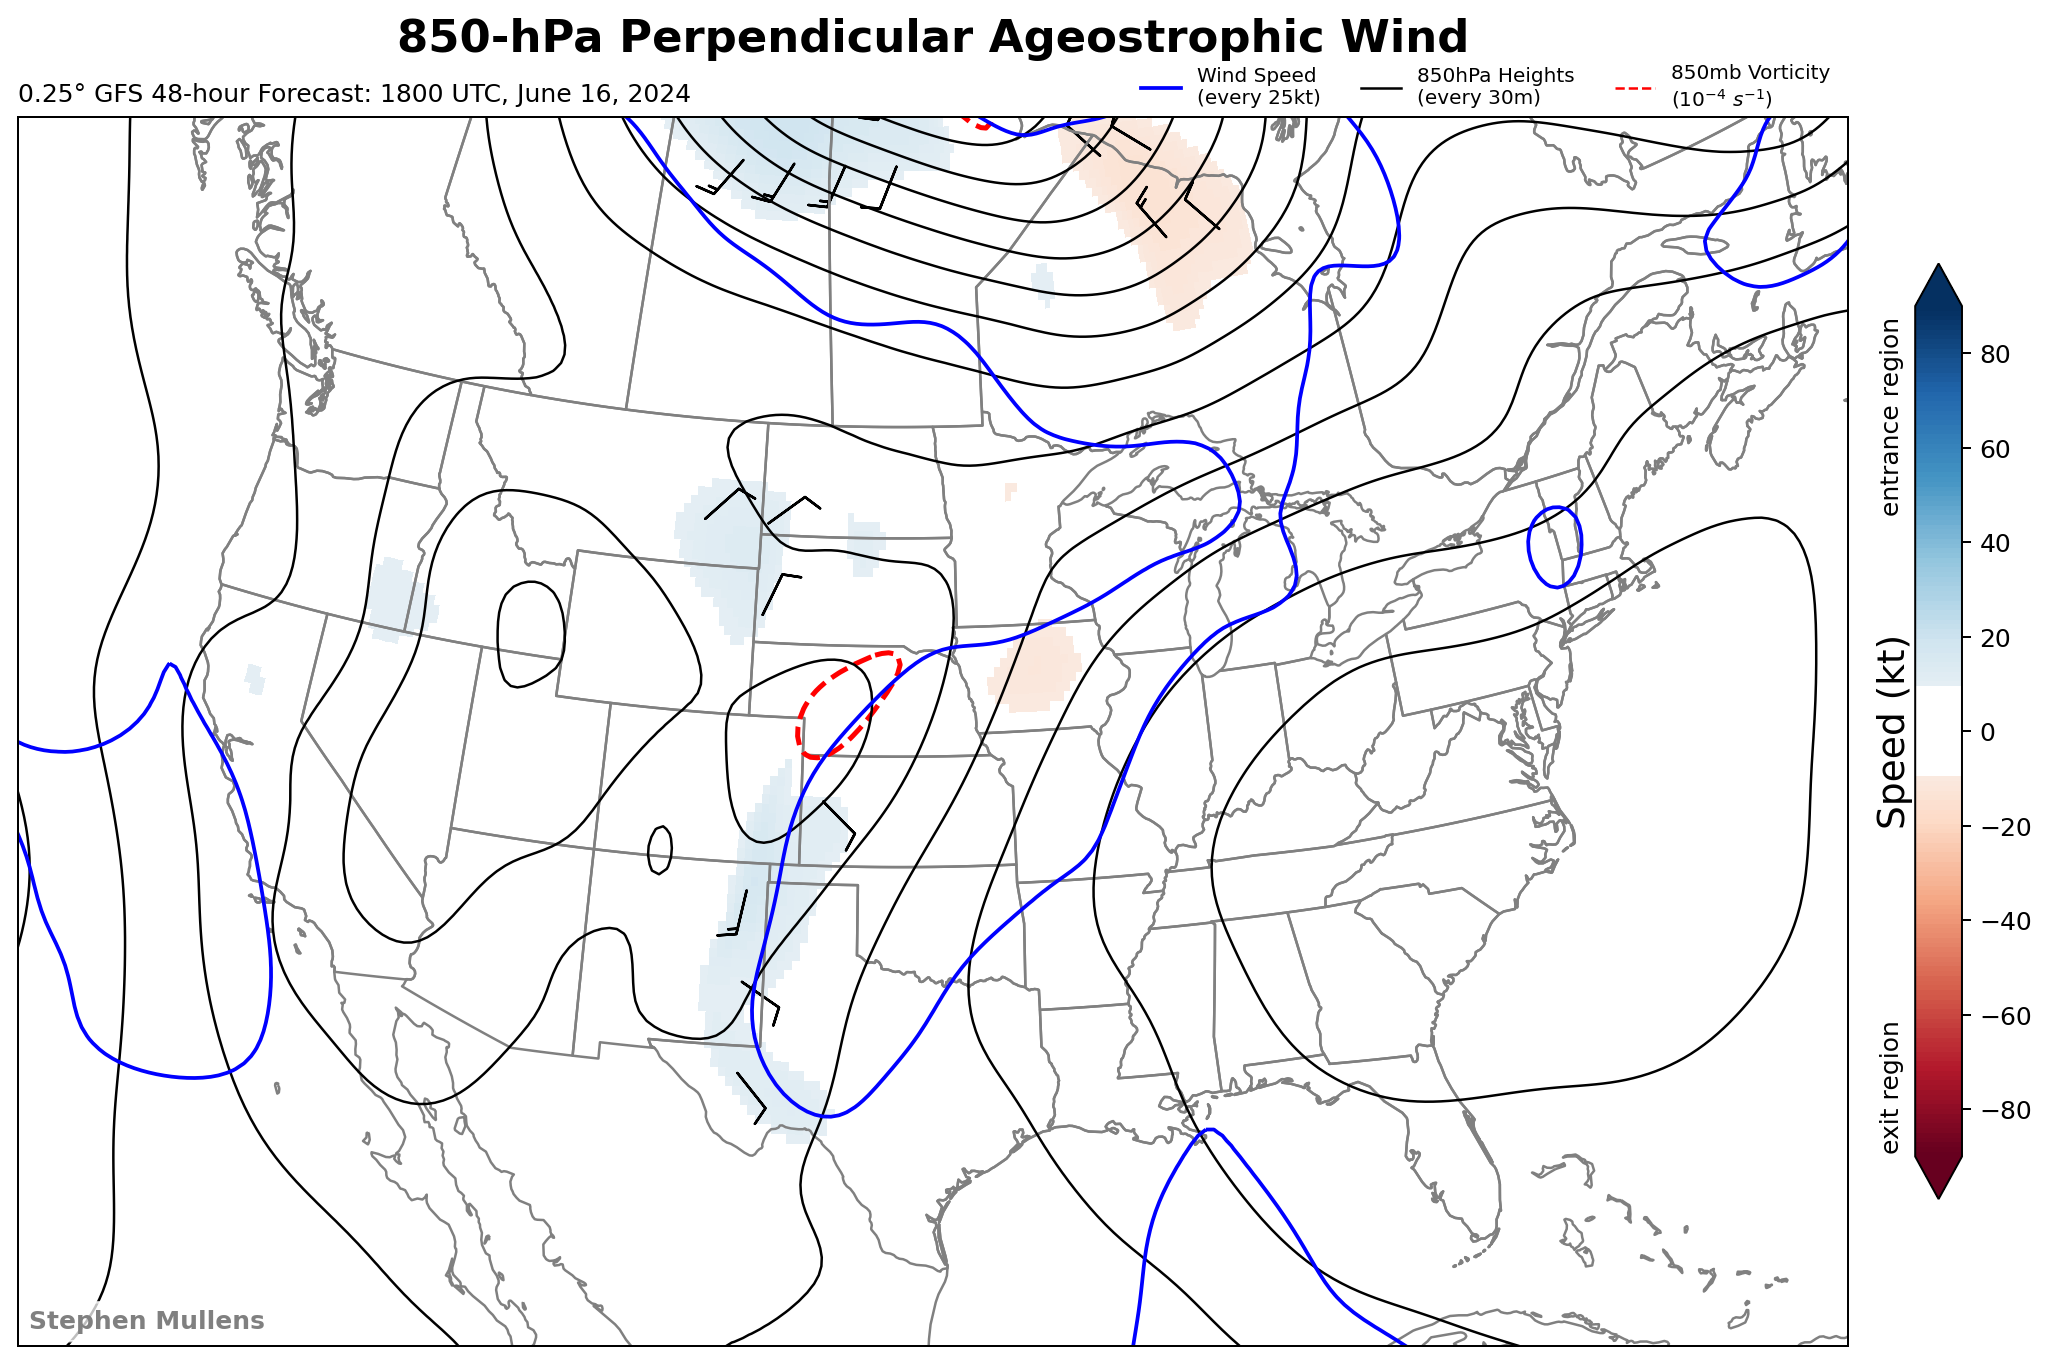 850-hPa Perpendicular Ageostrophic Wind
0.25° GFS 48-hour Forecast: 1800 UTC, June 16, 2024
Wind Speed
(every 25kt)
850hPa Heights
(every 30m)
850mb Vorticity
(10⁻⁴ s⁻¹)
entrance region
exit region
Speed (kt)
80
60
40
20
0
−20
−40
−60
−80
Stephen Mullens